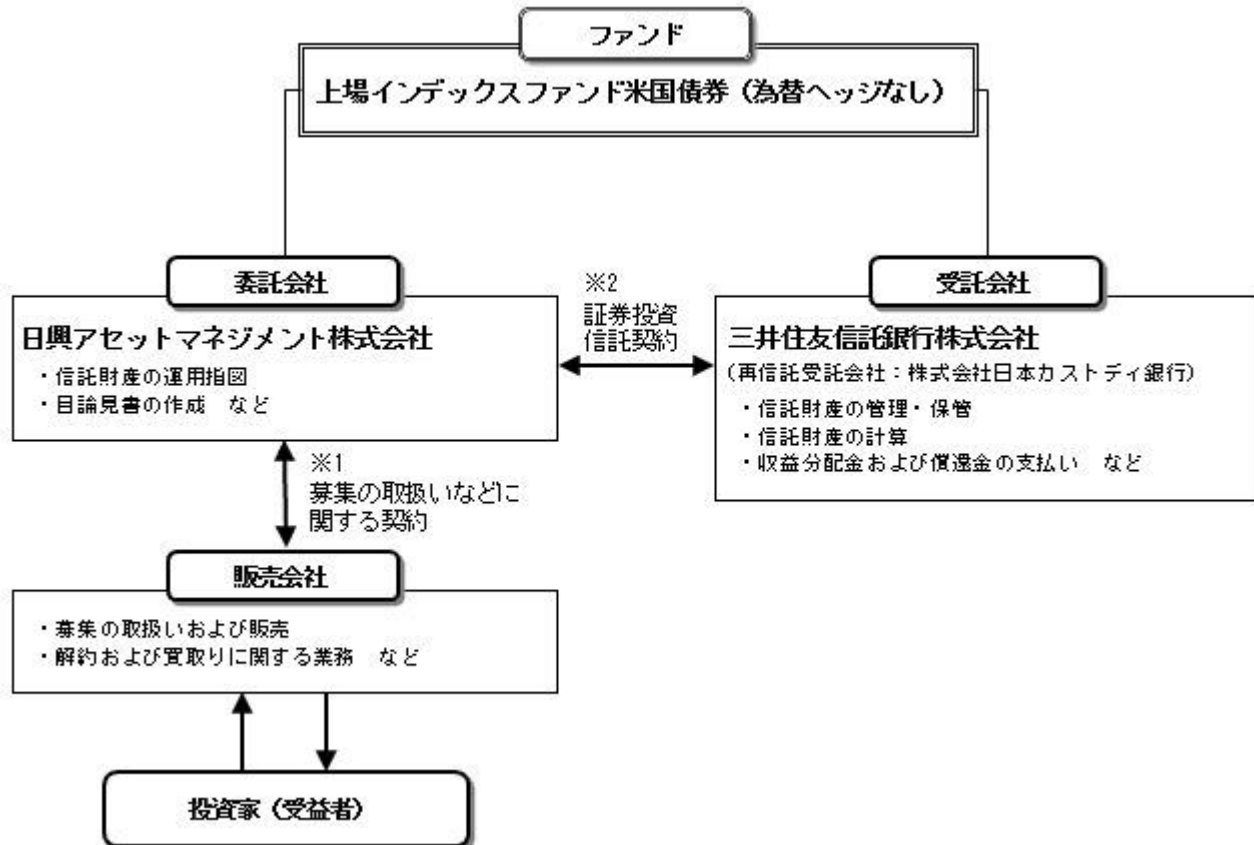 ファンド
上場インデックスファンド米国債券（為替ヘッジなし）
委託会社
日興アセットマネジメント株式会社
・信託財産の運用指図
・目論見書の作成　など
※2
証券投資
信託契約
受託会社
三井住友信託銀行株式会社
（再信託受託会社：株式会社日本カストディ銀行）
・信託財産の管理・保管
・信託財産の計算
・収益分配金および償還金の支払い　など
※1
募集の取扱いなどに
関する契約
販売会社
・募集の取扱いおよび販売
・解約および買取りに関する業務　など
投資家（受益者）